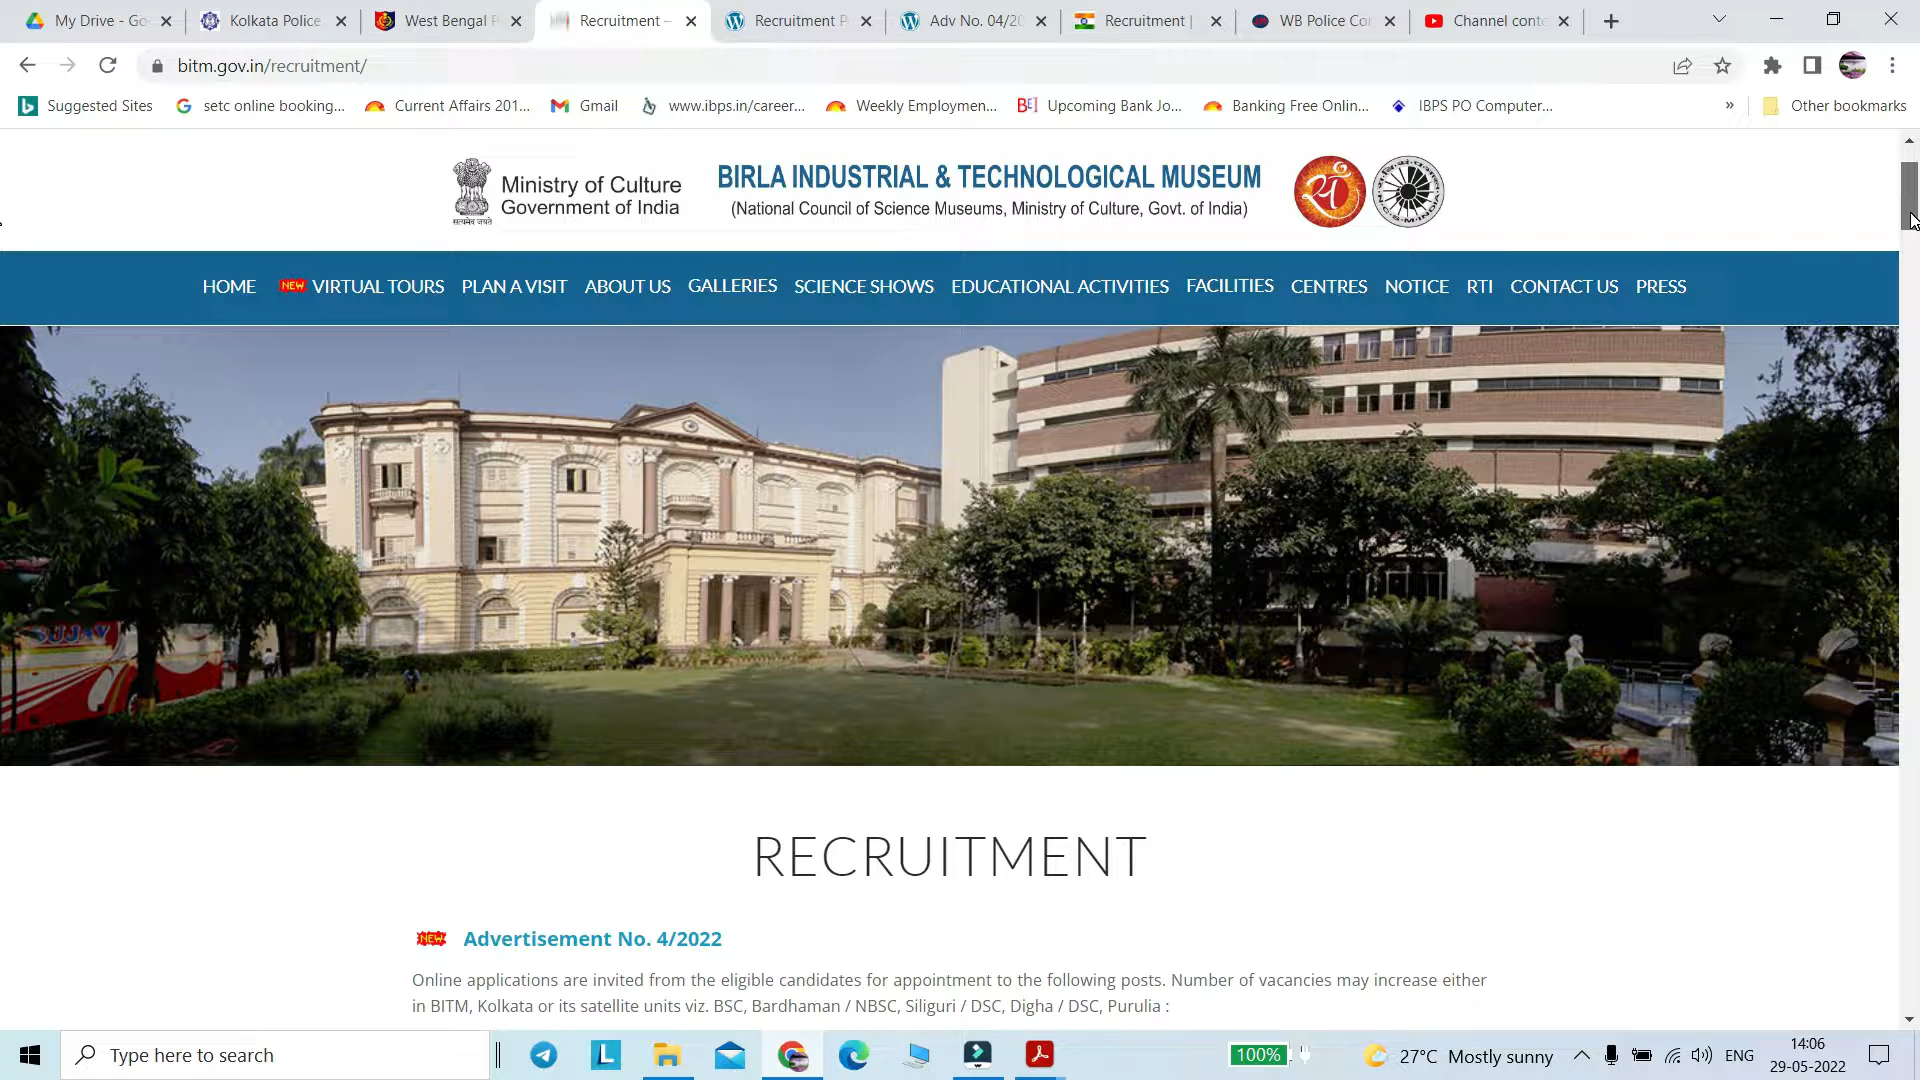 My Drive - Go
Kolkata Police
West Bengal P
Recruitment –
Recruitment P
Adv No. 04/20
Recruitment |
WB Police Con
Channel conte
bitm.gov.in/recruitment/
Suggested Sites
setc online booking...
Current Affairs 201...
Gmail
www.ibps.in/career...
Weekly Employmen...
Upcoming Bank Jo...
Banking Free Onlin...
IBPS PO Computer...
»
Other bookmarks
Ministry of Culture
Government of India
सत्यमेव जयते
BIRLA INDUSTRIAL & TECHNOLOGICAL MUSEUM
(National Council of Science Museums, Ministry of Culture, Govt. of India)
HOME NEW VIRTUAL TOURS PLAN A VISIT ABOUT US GALLERIES SCIENCE SHOWS EDUCATIONAL ACTIVITIES FACILITIES CENTRES NOTICE RTI CONTACT US PRESS
RECRUITMENT
NEW Advertisement No. 4/2022
Online applications are invited from the eligible candidates for appointment to the following posts. Number of vacancies may increase either
in BITM, Kolkata or its satellite units viz. BSC, Bardhaman / NBSC, Siliguri / DSC, Digha / DSC, Purulia :
Type here to search
100%
27°C Mostly sunny
ENG
14:06
29-05-2022